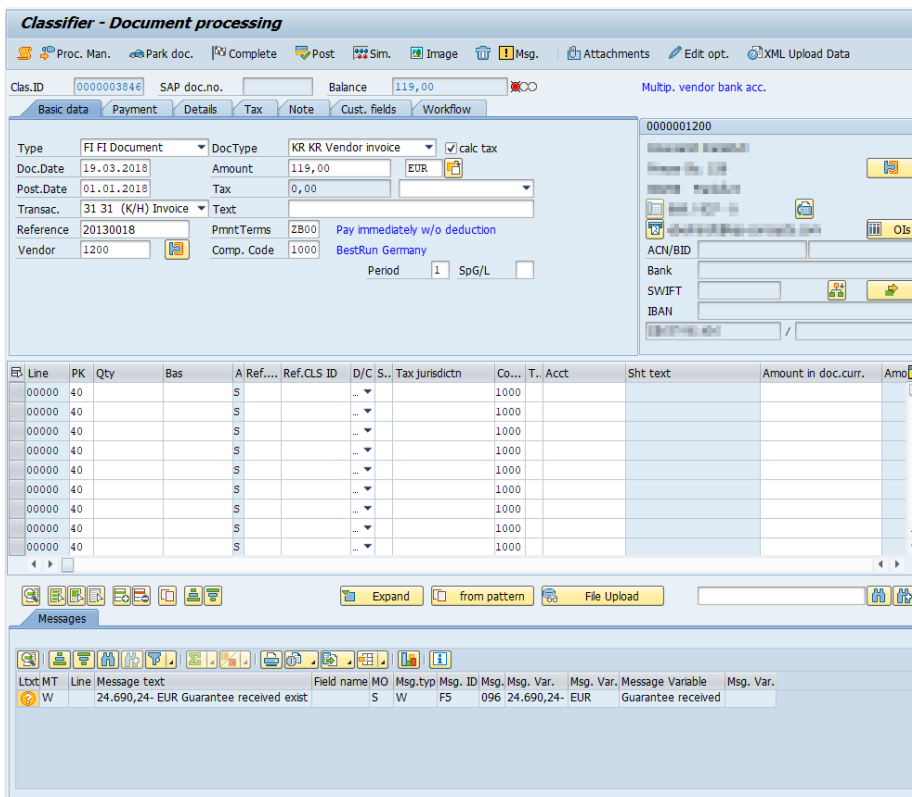 Classifier - Document processing
Proc. Man. Park doc. Complete Post Sim. Image Msg. Attachments Edit opt. XML Upload Data
Clas.ID 0000003846 SAP doc.no. Balance 119,00 Multip. vendor bank acc.
Basic data Payment Details Tax Note Cust. fields Workflow
0000001200
Type FI FI Document DocType KR KR Vendor invoice calc tax
Doc.Date 19.03.2018 Amount 119,00 EUR
Post.Date 01.01.2018 Tax 0,00
Transac. 31 31 (K/H) Invoice Text
Reference 20130018 PmntTerms ZB00 Pay immediately w/o deduction
OIs
Vendor 1200 Comp. Code 1000 BestRun Germany
ACN/BID
Period 1 SpG/L
Bank
SWIFT
IBAN
/
Line PK Qty Bas A Ref.... Ref.CLS ID D/C S.. Tax jurisdictn Co... T.. Acct Sht text Amount in doc.curr. Amo
00000 40 S ... 1000
00000 40 S ... 1000
00000 40 S ... 1000
00000 40 S ... 1000
00000 40 S ... 1000
00000 40 S ... 1000
00000 40 S ... 1000
00000 40 S ... 1000
00000 40 S ... 1000
Expand from pattern File Upload
Messages
Ltxt MT Line Message text Field name MO Msg.typ Msg. ID Msg. Msg. Var. Msg. Var. Message Variable Msg. Var.
W 24.690,24- EUR Guarantee received exist S W F5 096 24.690,24- EUR Guarantee received